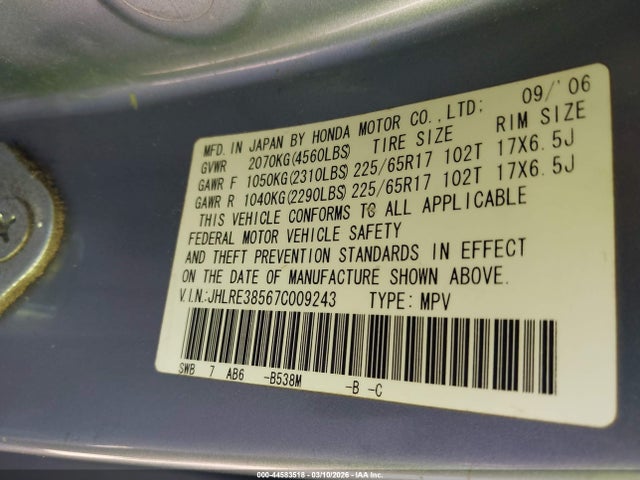 MFD. IN JAPAN BY HONDA MOTOR CO., LTD; 09/'06
GVWR 2070KG(4560LBS) TIRE SIZE RIM SIZE
GAWR F 1050KG(2310LBS) 225/65R17 102T 17X6.5J
GAWR R 1040KG(2290LBS) 225/65R17 102T 17X6.5J
THIS VEHICLE CONFORMS TO ALL APPLICABLE
FEDERAL MOTOR VEHICLE SAFETY
AND THEFT PREVENTION STANDARDS IN EFFECT
ON THE DATE OF MANUFACTURE SHOWN ABOVE.
V.I.N.:JHLRE38567C009243 TYPE: MPV
SWB 7 AB6 -B538M -B -C
000-44583518 - 03/10/2026 - IAA Inc.